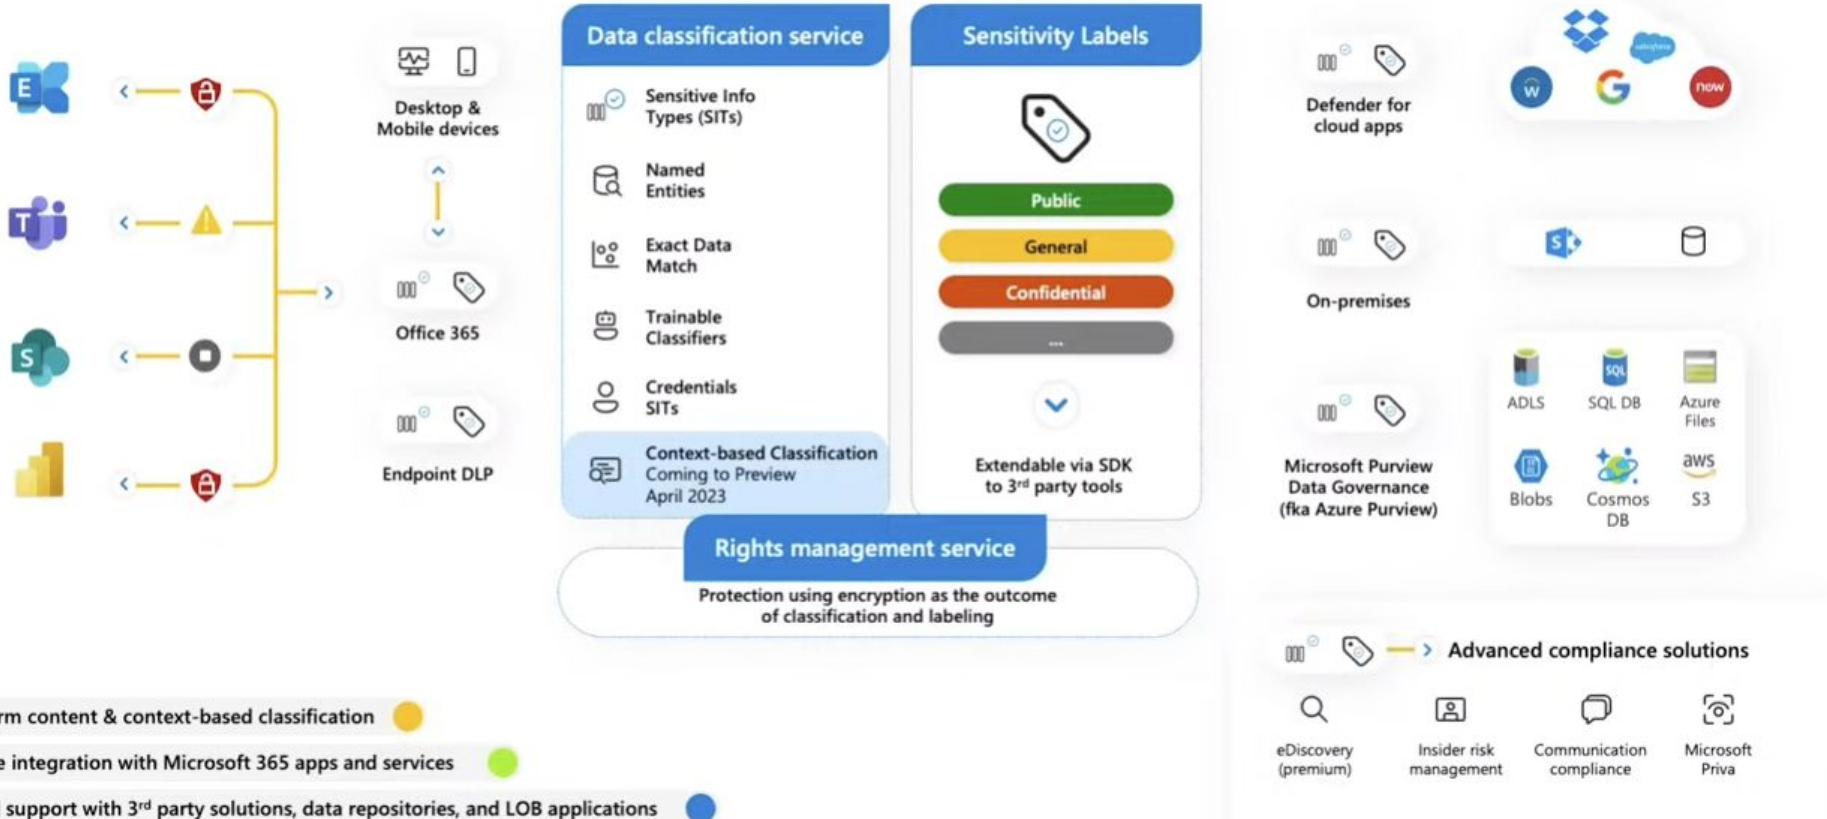 Data classification service
Sensitivity Labels
E
T
S
Desktop &
Mobile devices
Office 365
Endpoint DLP
Sensitive Info
Types (SITs)
Named
Entities
Exact Data
Match
Trainable
Classifiers
Credentials
SITs
Context-based Classification
Coming to Preview
April 2023
Public
General
Confidential
...
Extendable via SDK
to 3rd party tools
Rights management service
Protection using encryption as the outcome
of classification and labeling
Defender for
cloud apps
salesforce
w
G
now
On-premises
S
Microsoft Purview
Data Governance
(fka Azure Purview)
ADLS
SQL
SQL DB
Azure
Files
Blobs
Cosmos
DB
aws
S3
Advanced compliance solutions
eDiscovery
(premium)
Insider risk
management
Communication
compliance
Microsoft
Priva
rm content & context-based classification
e integration with Microsoft 365 apps and services
support with 3rd party solutions, data repositories, and LOB applications